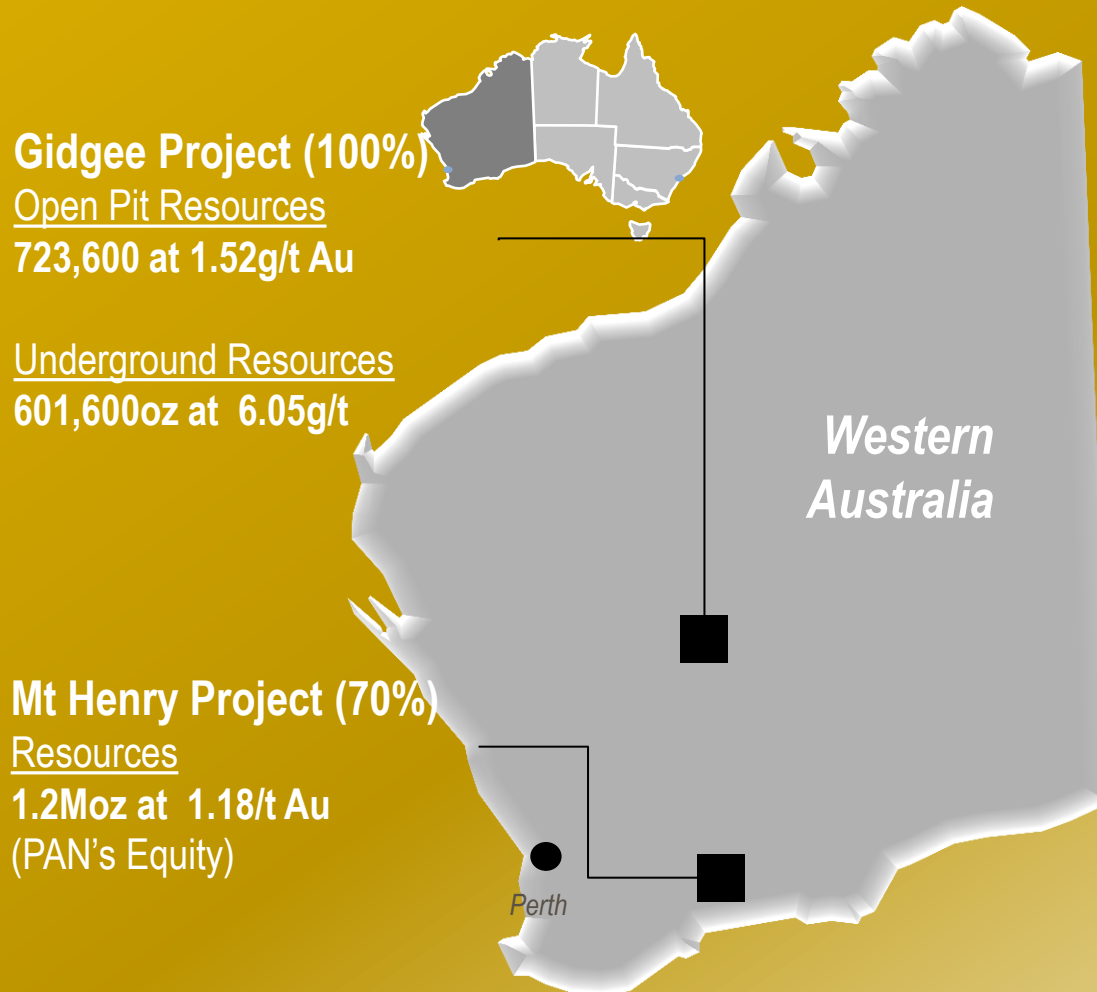 Gidgee Project (100%)
Open Pit Resources
723,600 at 1.52g/t Au
Underground Resources
601,600oz at 6.05g/t
Western
Australia
Mt Henry Project (70%)
Resources
1.2Moz at 1.18/t Au
(PAN's Equity)
Perth